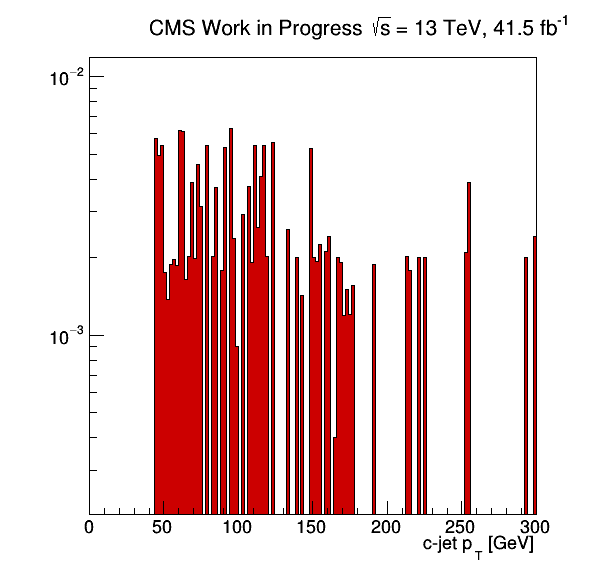 CMS Work in Progress √s = 13 TeV, 41.5 fb⁻¹
10⁻²
10⁻³
0 50 100 150 200 250 300
c-jet p_T [GeV]